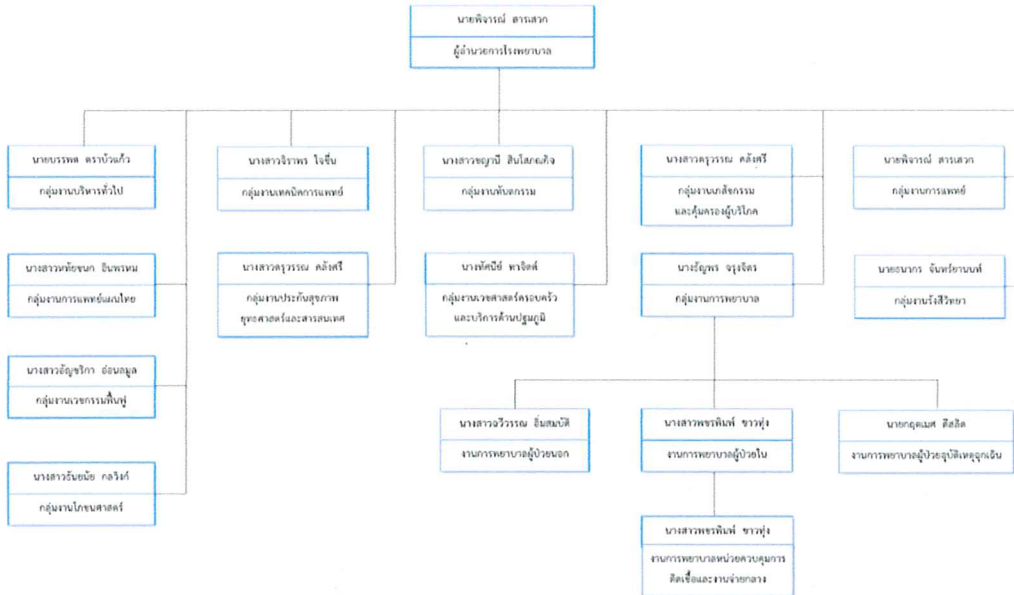 นายพิจารณ์ สารเสวก
ผู้อำนวยการโรงพยาบาล
นายบรรพต ตราบัวแก้ว
กลุ่มงานบริหารทั่วไป
นางสาวจิราพร ใจชื่น
กลุ่มงานเทคนิคการแพทย์
นางสาวชญานี สินโสภณกิจ
กลุ่มงานทันตกรรม
นางสาวดรุวรรณ คลังศรี
กลุ่มงานเภสัชกรรม
และคุ้มครองผู้บริโภค
นายพิจารณ์ สารเสวก
กลุ่มงานการแพทย์
นางสาวหทัยชนก อินพรหม
กลุ่มงานการแพทย์แผนไทย
นางสาวดรุวรรณ คลังศรี
กลุ่มงานประกันสุขภาพ
ยุทธศาสตร์และสารสนเทศ
นางทัศนีย์ ทาจิตต์
กลุ่มงานเวชศาสตร์ครอบครัว
และบริการด้านปฐมภูมิ
นางธัญพร จรุงจิตร
กลุ่มงานการพยาบาล
นายธนากร จันทร์ยานนท์
กลุ่มงานรังสีวิทยา
นางสาวอัญชริกา อ่อนลมูล
กลุ่มงานเวชกรรมฟื้นฟู
นางสาวฉวีวรรณ อิ่มสมบัติ
งานการพยาบาลผู้ป่วยนอก
นางสาวพชรพิมพ์ ขาวทุ่ง
งานการพยาบาลผู้ป่วยใน
นายกฤตเมศ ดีสลิด
งานการพยาบาลผู้ป่วยอุบัติเหตุฉุกเฉิน
นางสาวธันยมัย กลวิงก์
กลุ่มงานโภชนศาสตร์
นางสาวพชรพิมพ์ ขาวทุ่ง
งานการพยาบาลหน่วยควบคุมการ
ติดเชื้อและงานจ่ายกลาง